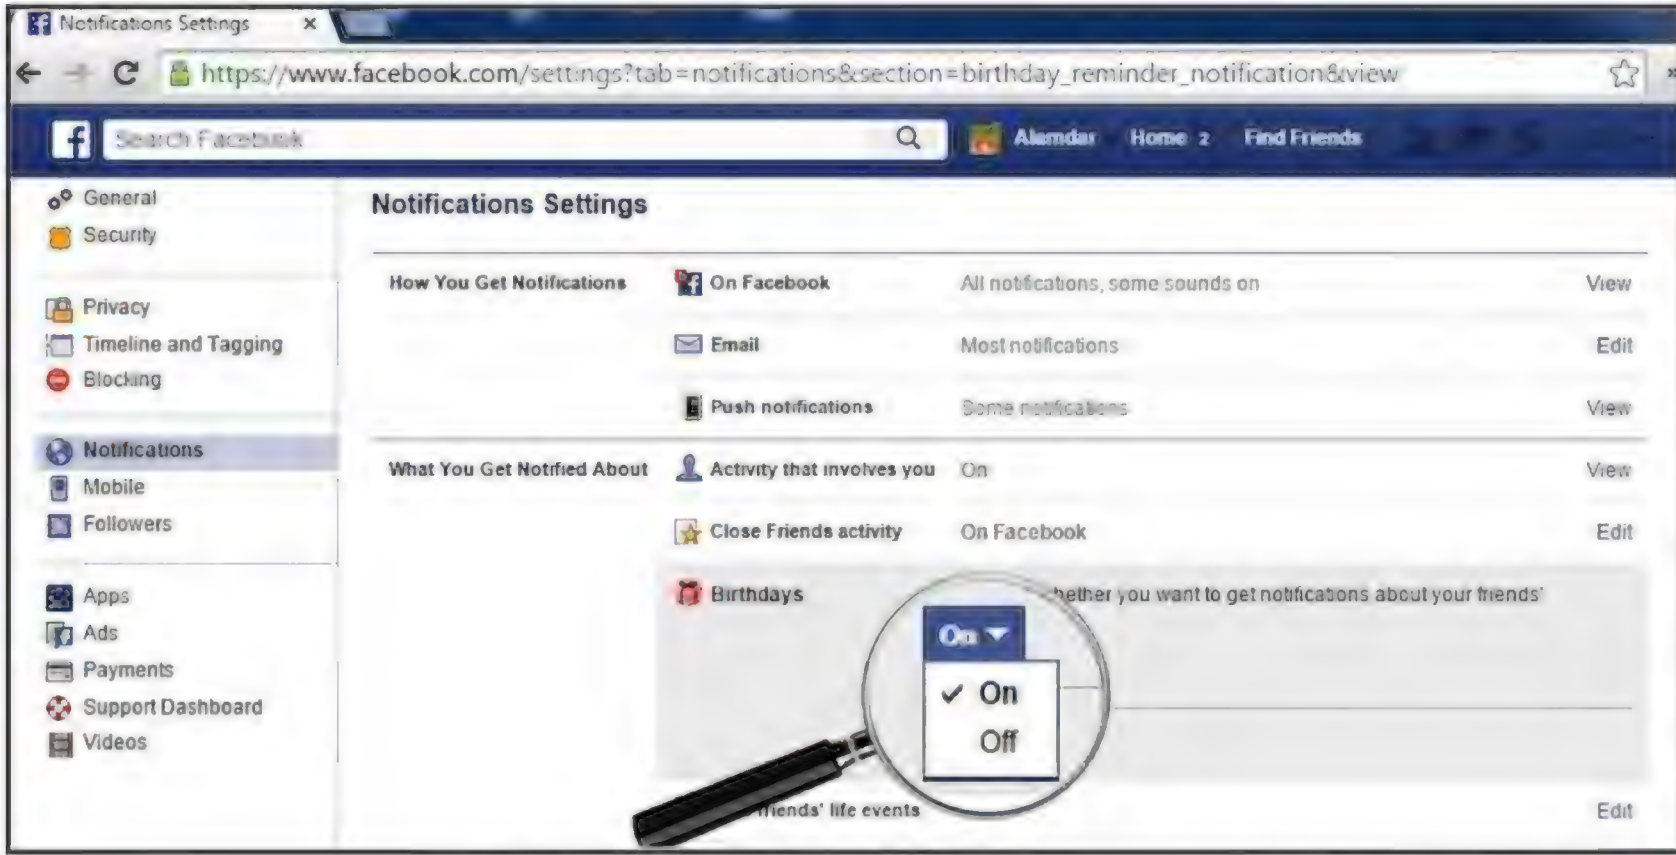 Notifications Settings
https://www.facebook.com/settings?tab=notifications&section=birthday_reminder_notification&view
Search Facebook
Alemdar Home 2 Find Friends
General
Security
Privacy
Timeline and Tagging
Blocking
Notifications
Mobile
Followers
Apps
Ads
Payments
Support Dashboard
Videos
Notifications Settings
How You Get Notifications On Facebook All notifications, some sounds on View
Email Most notifications Edit
Push notifications Some notifications View
What You Get Notified About Activity that involves you On View
Close Friends activity On Facebook Edit
Birthdays hether you want to get notifications about your friends'
On
On
Off
friends' life events Edit